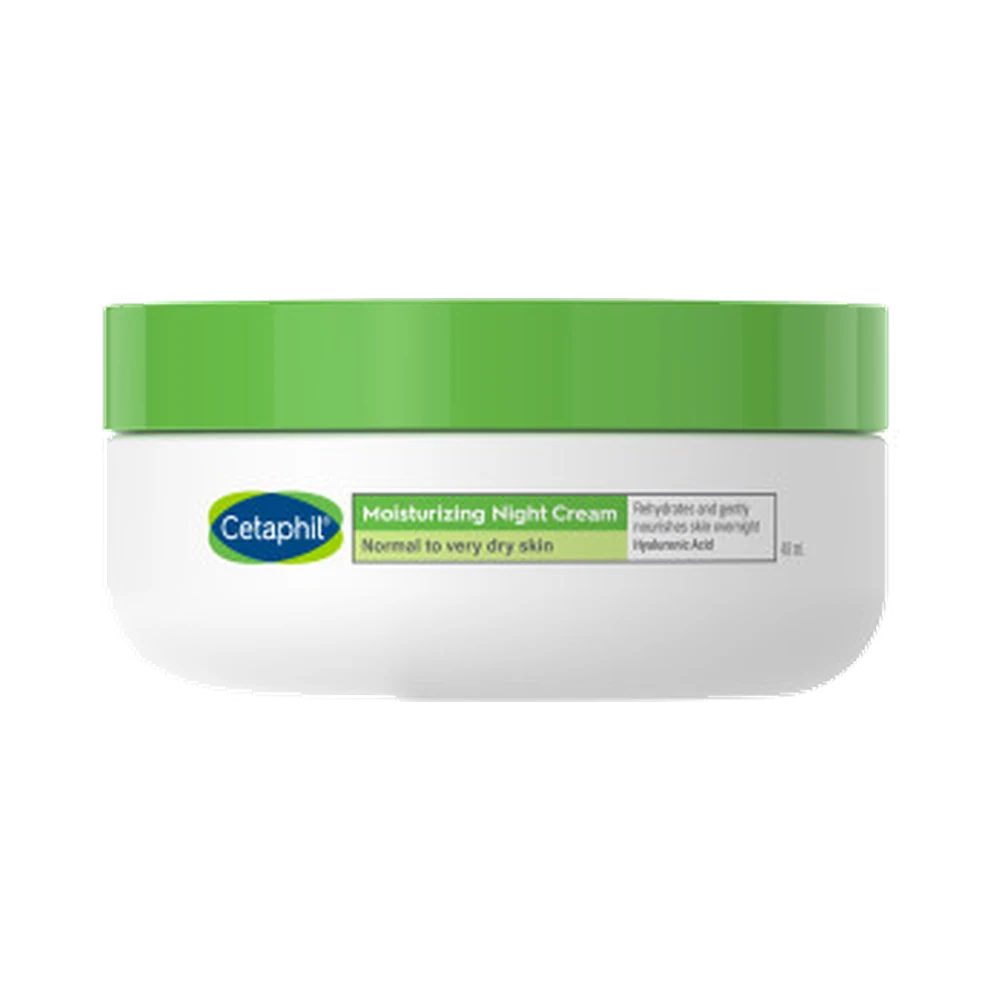 Cetaphil®
Moisturizing Night Cream
Normal to very dry skin
Rehydrates and gently
nourishes skin overnight
Hyaluronic Acid